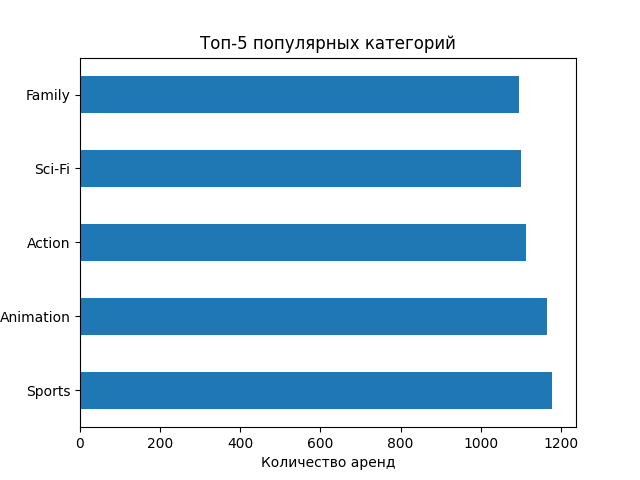 Топ-5 популярных категорий
Family
Sci-Fi
Action
Animation
Sports
0 200 400 600 800 1000 1200
Количество аренд